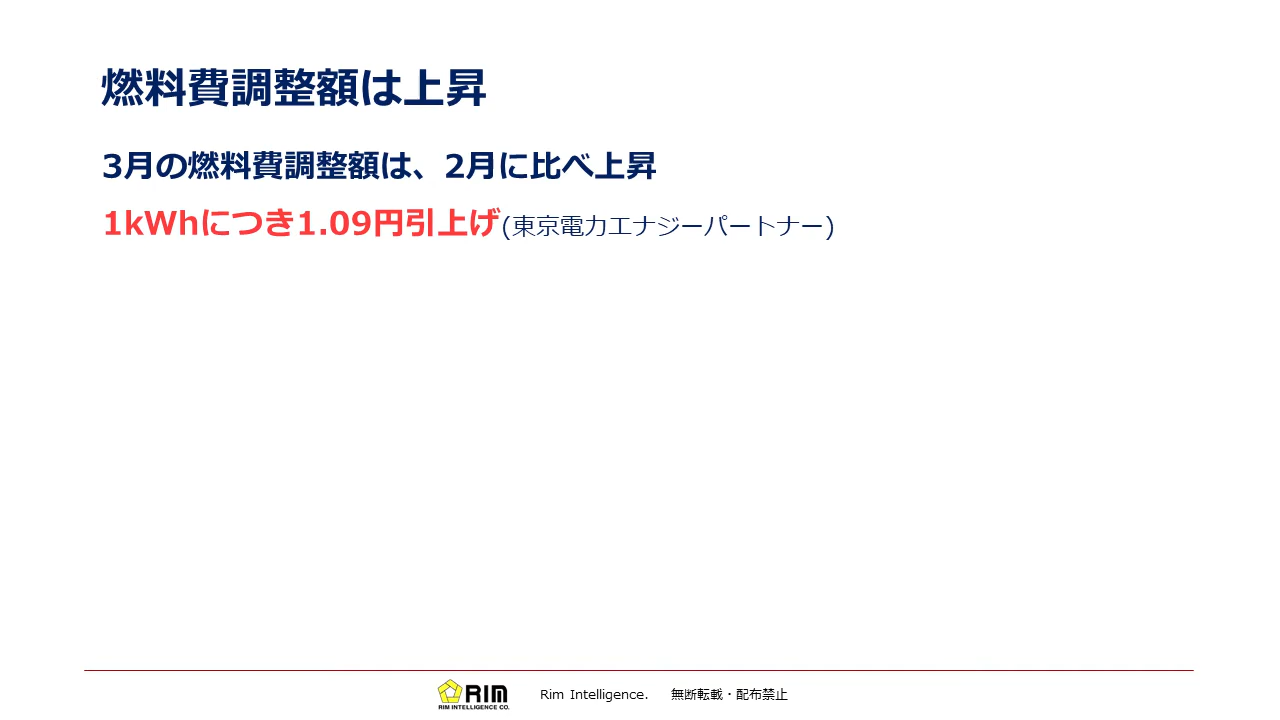 燃料費調整額は上昇
3月の燃料費調整額は、2月に比べ上昇
1kWhにつき1.09円引上げ(東京電力エナジーパートナー)
RIM
RIM INTELLIGENCE CO.
Rim Intelligence. 無断転載・配布禁止